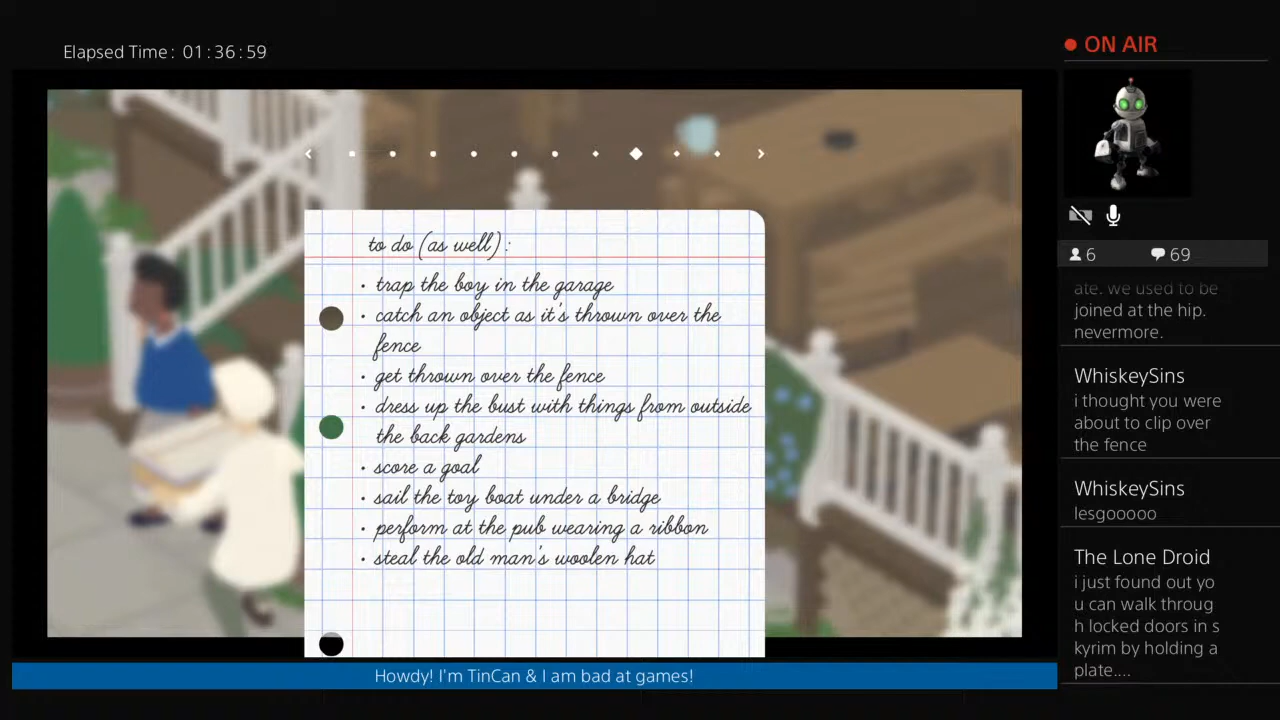 Elapsed Time: 01:36:59
ON AIR
6
69
ate. we used to be
joined at the hip.
nevermore.
WhiskeySins
i thought you were
about to clip over
the fence
WhiskeySins
lesgooooo
The Lone Droid
i just found out yo
u can walk throug
h locked doors in s
kyrim by holding a
plate....
to do (as well):
• trap the boy in the garage
• catch an object as it's thrown over the
fence
• get thrown over the fence
• dress up the bust with things from outside
the back gardens
• score a goal
• sail the toy boat under a bridge
• perform at the pub wearing a ribbon
• steal the old man's woolen hat
Howdy! I'm TinCan & I am bad at games!